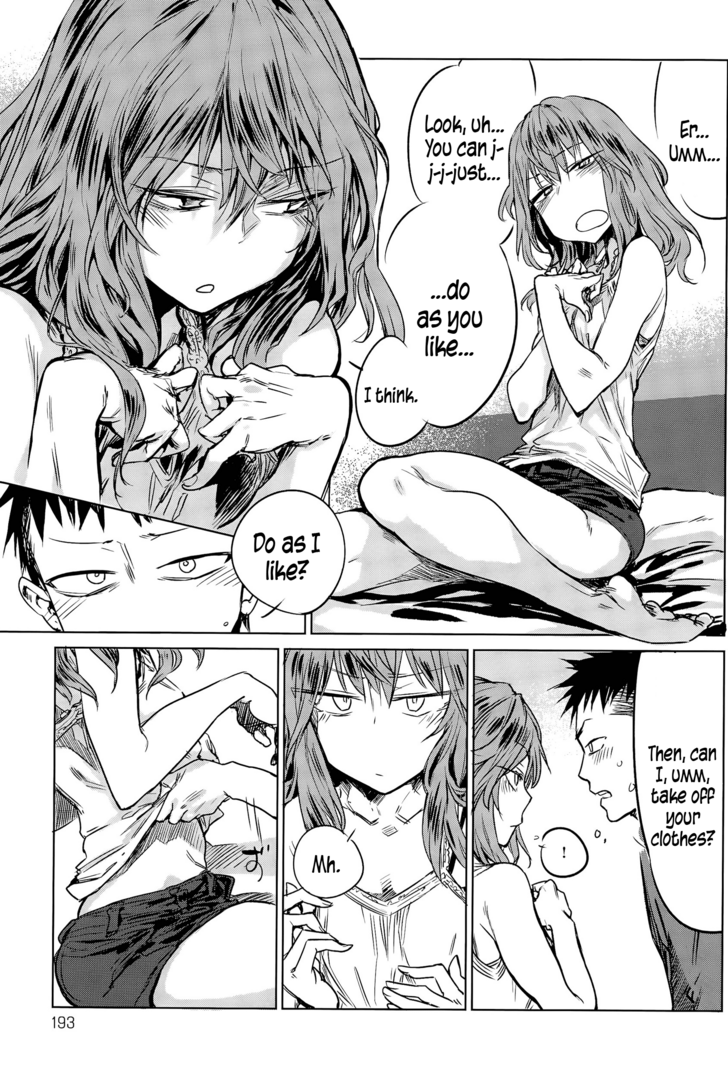 Er...
Umm...
Look, uh...
You can j-
j-j-just...
...do
as you
like...
I think.
Do as I
like?
Then, can
I, umm,
take off
your
clothes?
!
Mh.
ず
193